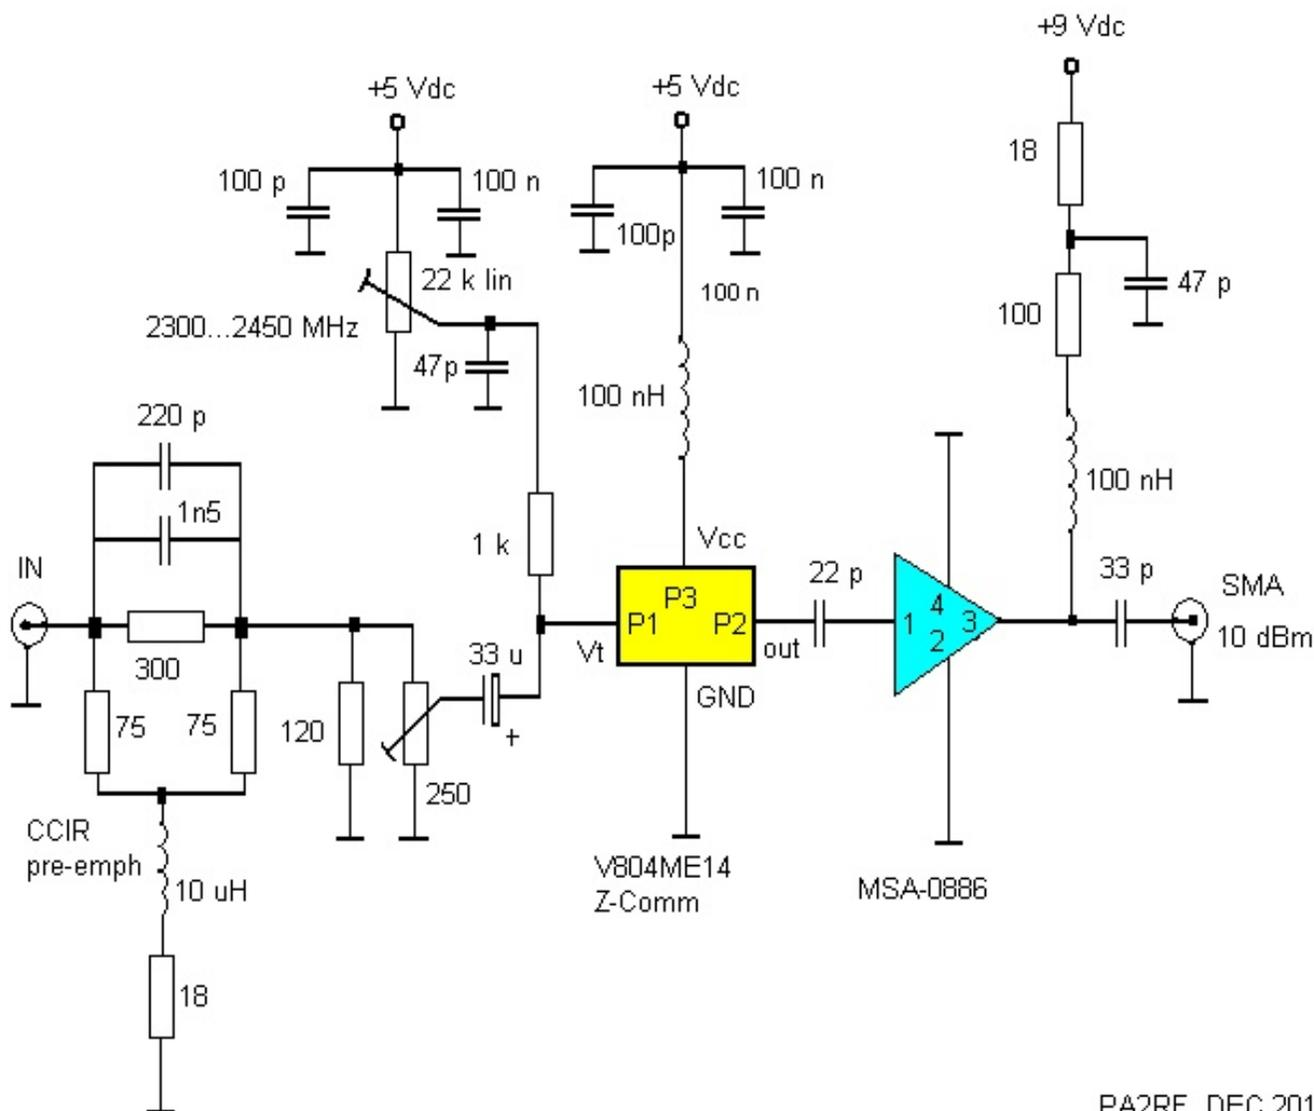 +9 Vdc
+5 Vdc
+5 Vdc
18
100 p
100 n
100p
100 n
22 k lin
100 n
47 p
100
2300...2450 MHz
47p
100 nH
220 p
100 nH
1n5
1 k
Vcc
IN
22 p
33 p
SMA
P3
P1
P2
4
1
3
2
10 dBm
300
33 u
Vt
out
GND
75
75
120
+
250
CCIR
pre-emph
10 uH
V804ME14
Z-Comm
MSA-0886
18